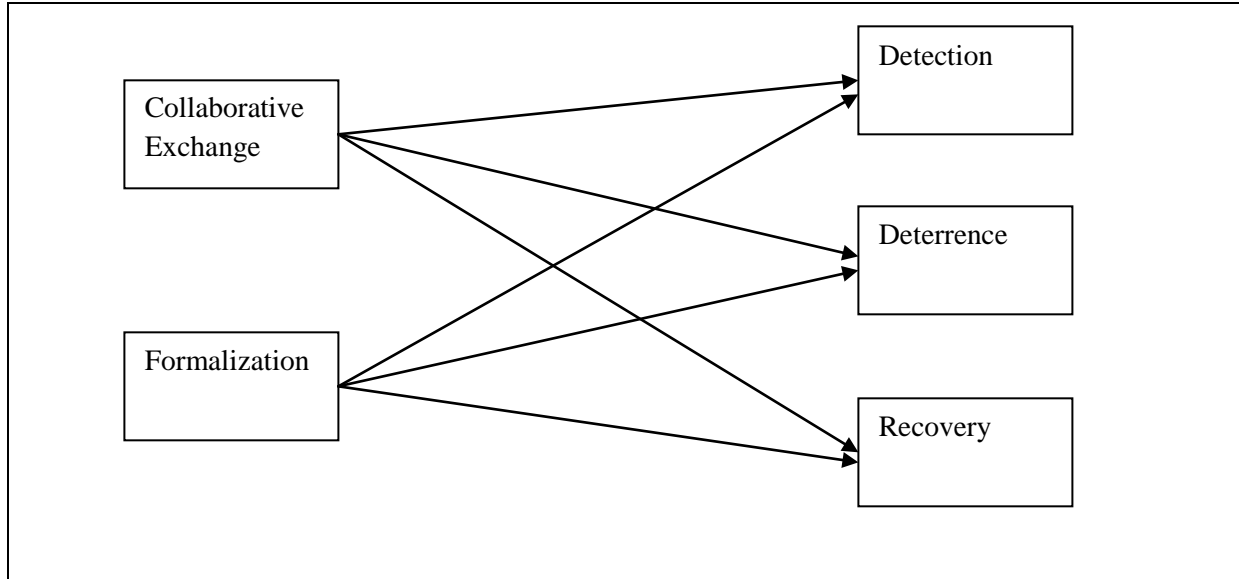 Collaborative
Exchange
Formalization
Detection
Deterrence
Recovery